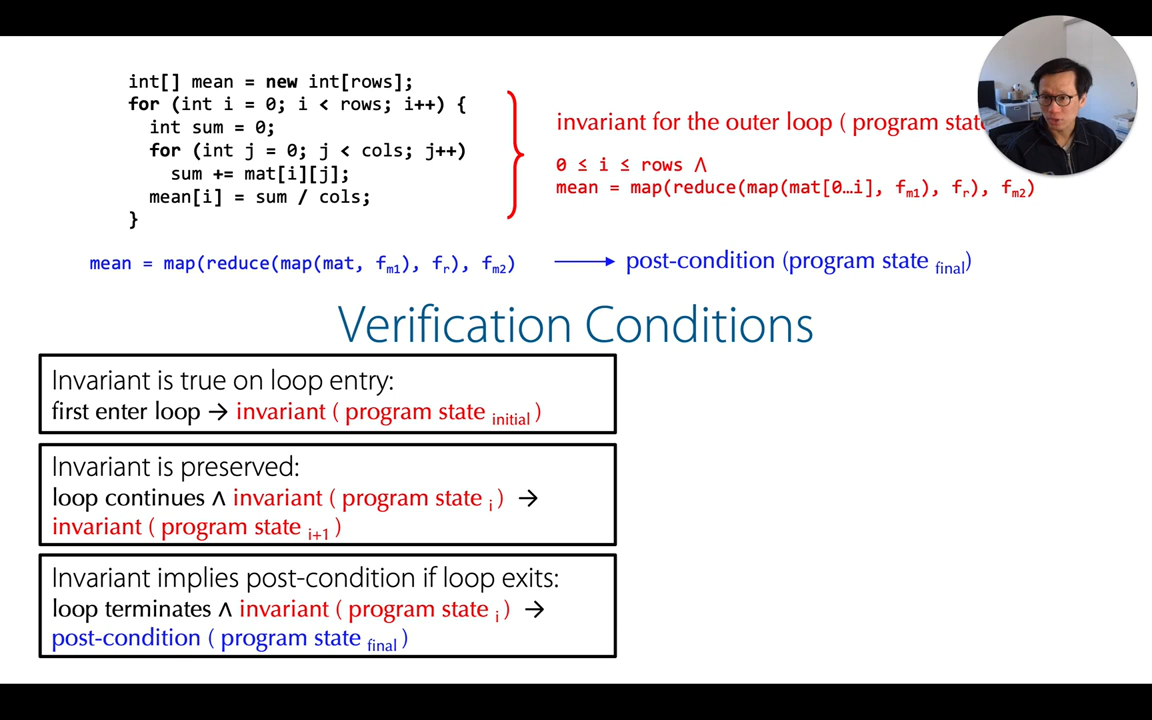 int[] mean = new int[rows];
for (int i = 0; i < rows; i++) {
int sum = 0;
for (int j = 0; j < cols; j++)
sum += mat[i][j];
mean[i] = sum / cols;
}
invariant for the outer loop ( program
0 ≤ i ≤ rows ∧
mean = map(reduce(map(mat[0…i], fm1), fr), fm2)
mean = map(reduce(map(mat, fm1), fr), fm2)
post-condition (program state final)
Verification Conditions
Invariant is true on loop entry:
first enter loop → invariant ( program state initial )
Invariant is preserved:
loop continues ∧ invariant ( program state i ) →
invariant ( program state i+1 )
Invariant implies post-condition if loop exits:
loop terminates ∧ invariant ( program state i ) →
post-condition ( program state final )